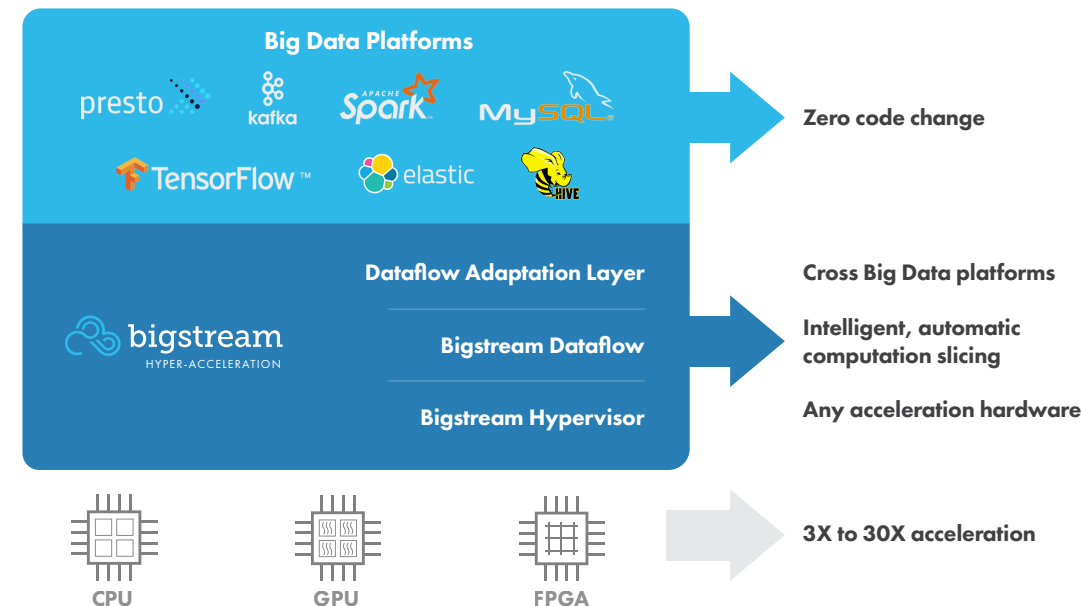 Big Data Platforms
presto
kafka
APACHE
Spark™
MySQL®
TensorFlow™
elastic
HIVE
Zero code change
bigstream
HYPER-ACCELERATION
Dataflow Adaptation Layer
Bigstream Dataflow
Bigstream Hypervisor
Cross Big Data platforms
Intelligent, automatic
computation slicing
Any acceleration hardware
CPU
GPU
FPGA
3X to 30X acceleration